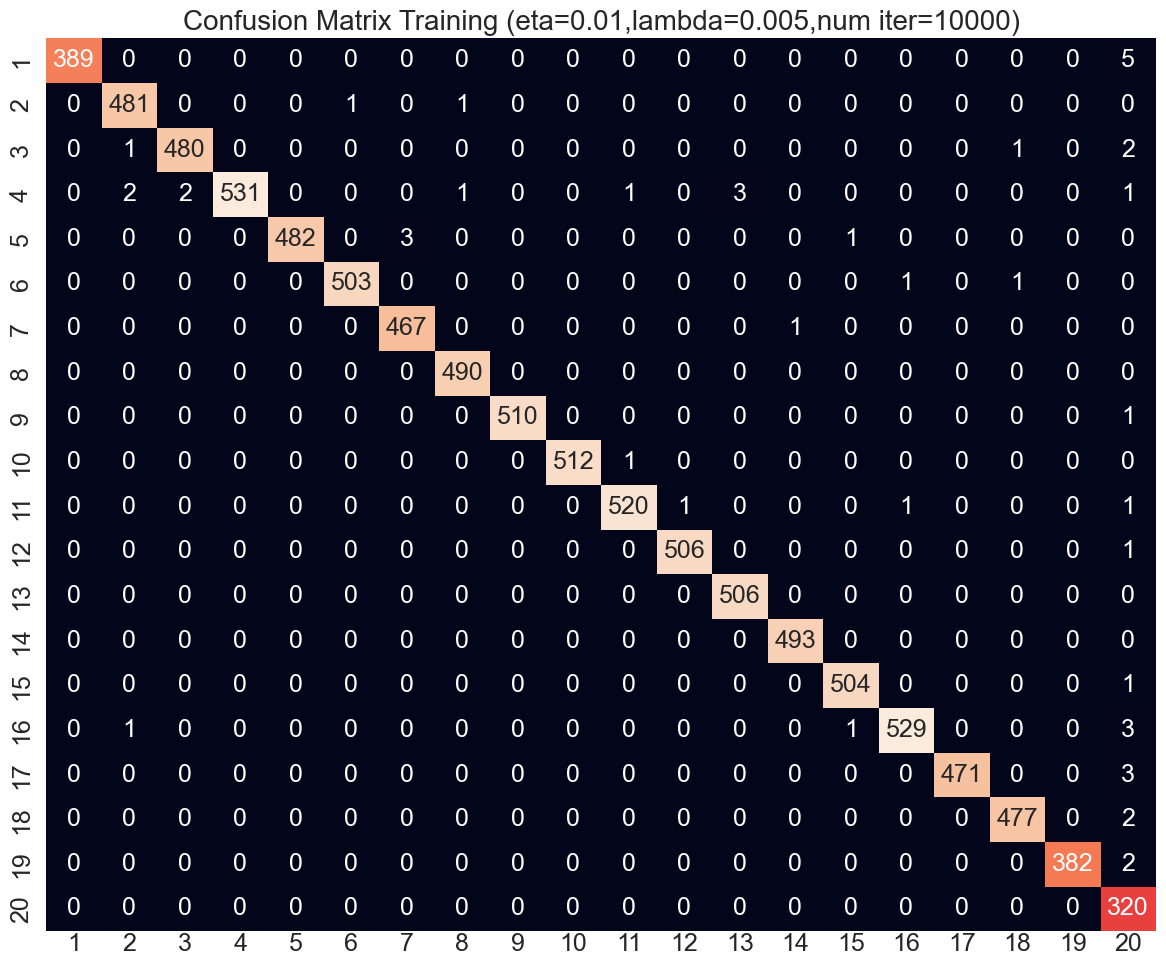 Confusion Matrix Training (eta=0.01,lambda=0.005,num iter=10000)
1 389 0 0 0 0 0 0 0 0 0 0 0 0 0 0 0 0 0 0 5
2 0 481 0 0 0 1 0 1 0 0 0 0 0 0 0 0 0 0 0 0
3 0 1 480 0 0 0 0 0 0 0 0 0 0 0 0 0 0 1 0 2
4 0 2 2 531 0 0 0 1 0 0 1 0 3 0 0 0 0 0 0 1
5 0 0 0 0 482 0 3 0 0 0 0 0 0 0 1 0 0 0 0 0
6 0 0 0 0 0 503 0 0 0 0 0 0 0 0 0 1 0 1 0 0
7 0 0 0 0 0 0 467 0 0 0 0 0 0 1 0 0 0 0 0 0
8 0 0 0 0 0 0 0 490 0 0 0 0 0 0 0 0 0 0 0 0
9 0 0 0 0 0 0 0 0 510 0 0 0 0 0 0 0 0 0 0 1
10 0 0 0 0 0 0 0 0 0 512 1 0 0 0 0 0 0 0 0 0
11 0 0 0 0 0 0 0 0 0 0 520 1 0 0 0 1 0 0 0 1
12 0 0 0 0 0 0 0 0 0 0 0 506 0 0 0 0 0 0 0 1
13 0 0 0 0 0 0 0 0 0 0 0 0 506 0 0 0 0 0 0 0
14 0 0 0 0 0 0 0 0 0 0 0 0 0 493 0 0 0 0 0 0
15 0 0 0 0 0 0 0 0 0 0 0 0 0 0 504 0 0 0 0 1
16 0 1 0 0 0 0 0 0 0 0 0 0 0 0 1 529 0 0 0 3
17 0 0 0 0 0 0 0 0 0 0 0 0 0 0 0 0 471 0 0 3
18 0 0 0 0 0 0 0 0 0 0 0 0 0 0 0 0 0 477 0 2
19 0 0 0 0 0 0 0 0 0 0 0 0 0 0 0 0 0 0 382 2
20 0 0 0 0 0 0 0 0 0 0 0 0 0 0 0 0 0 0 0 320
1 2 3 4 5 6 7 8 9 10 11 12 13 14 15 16 17 18 19 20